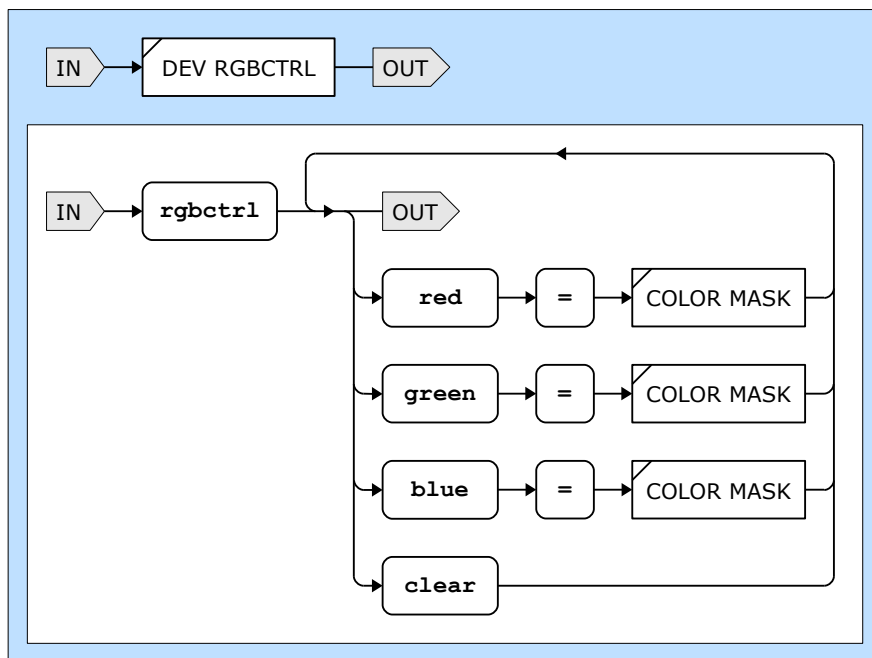 IN DEV RGBCTRL OUT
IN rgbctrl OUT
red = COLOR MASK
green = COLOR MASK
blue = COLOR MASK
clear